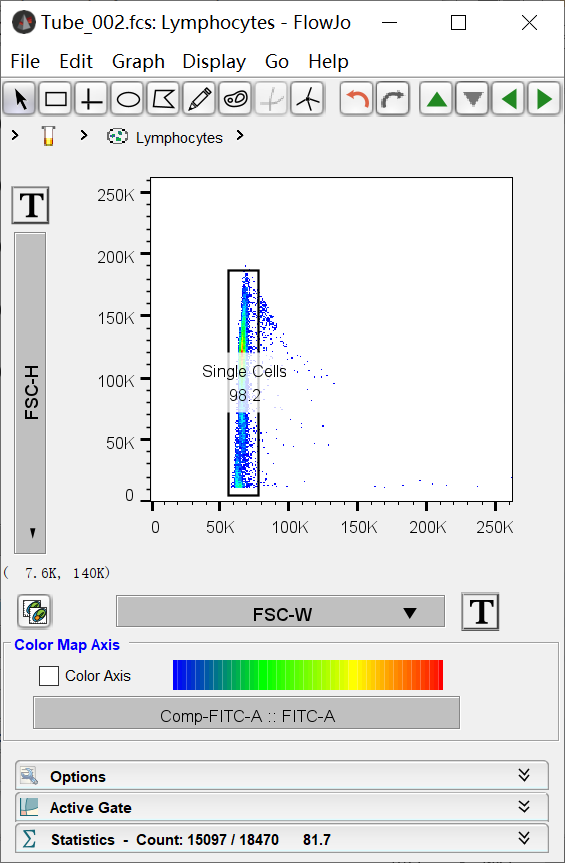 Tube_002.fcs: Lymphocytes - FlowJo
File Edit Graph Display Go Help
Lymphocytes
T
250K
200K
150K
100K
50K
0
FSC-H
Single Cells
98.2
0 50K 100K 150K 200K 250K
( 7.6K, 140K)
FSC-W
T
Color Map Axis
Color Axis
Comp-FITC-A :: FITC-A
Options
Active Gate
Σ Statistics - Count: 15097 / 18470 81.7